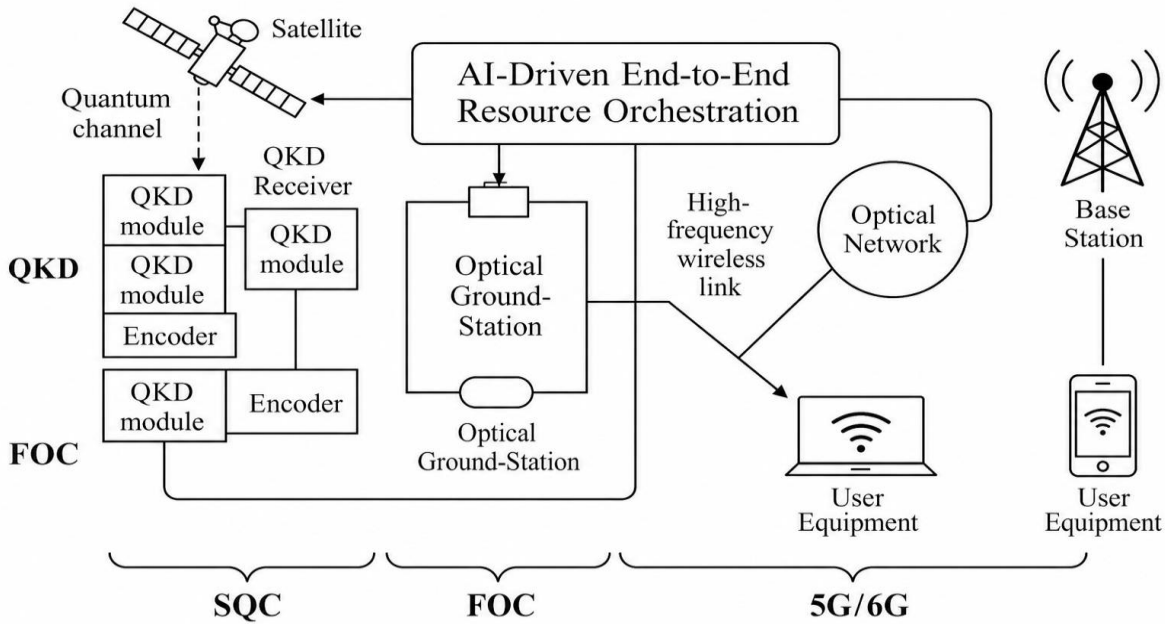 Satellite
AI-Driven End-to-End
Resource Orchestration
Quantum
channel
QKD
Receiver
QKD
module
QKD
module
QKD
QKD
module
Encoder
QKD
module
Encoder
FOC
Optical
Ground-
Station
Optical
Ground-Station
High-
frequency
wireless
link
Optical
Network
Base
Station
User
Equipment
User
Equipment
SQC
FOC
5G/6G